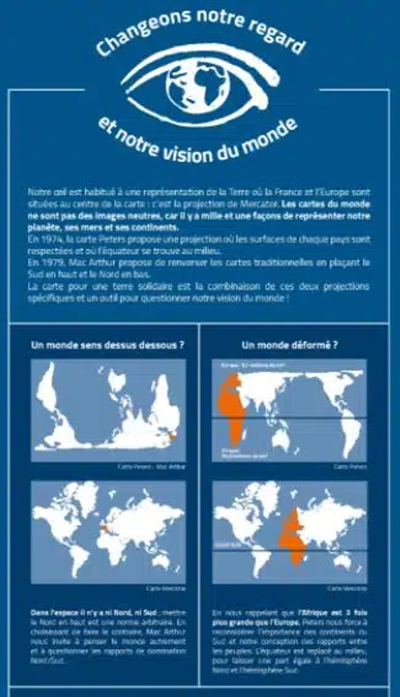 Changeons notre regard
et notre vision du monde
Notre œil est habitué à une représentation de la Terre où la France et l'Europe sont
situées au centre de la carte : c'est la projection de Mercator. Les cartes du monde
ne sont pas des images neutres, car il y a mille et une façons de représenter notre
planète, ses mers et ses continents.
En 1974, la carte Peters propose une projection où les surfaces de chaque pays sont
respectées et où l'équateur se trouve au milieu.
En 1979, Mac Arthur propose de renverser les cartes traditionnelles en plaçant le
Sud en haut et le Nord en bas.
La carte pour une terre solidaire est la combinaison de ces deux projections
spécifiques et un outil pour questionner notre vision du monde !
Un monde sens dessus dessous ?
Carte Peters - Mac Arthur
Carte Mercator
Dans l'espace il n'y a ni Nord, ni Sud : mettre
le Nord en haut est une norme arbitraire. En
choisissant de faire le contraire, Mac Arthur
nous invite à penser le monde autrement
et à questionner les rapports de domination
Nord/Sud.
Un monde déformé ?
Carte Peters
Carte Mercator
En nous rappelant que l'Afrique est 3 fois
plus grande que l'Europe, Peters nous force à
reconsidérer l'importance des continents du
Sud et notre conception des rapports entre
les peuples. L'équateur est replacé au milieu,
pour laisser une part égale à l'hémisphère
Nord et l'hémisphère Sud.